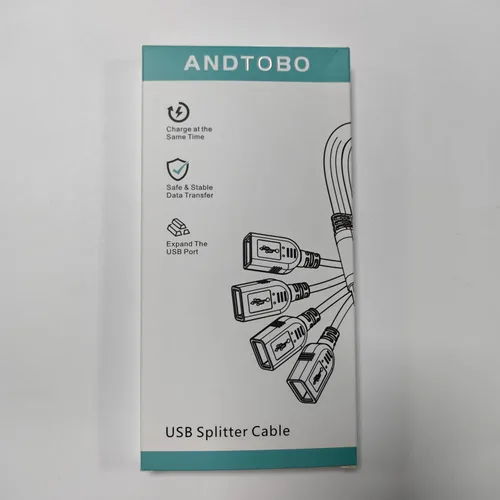 ANDTOBO
Charge at the
Same Time
Safe & Stable
Data Transfer
Expand The
USB Port
USB Splitter Cable